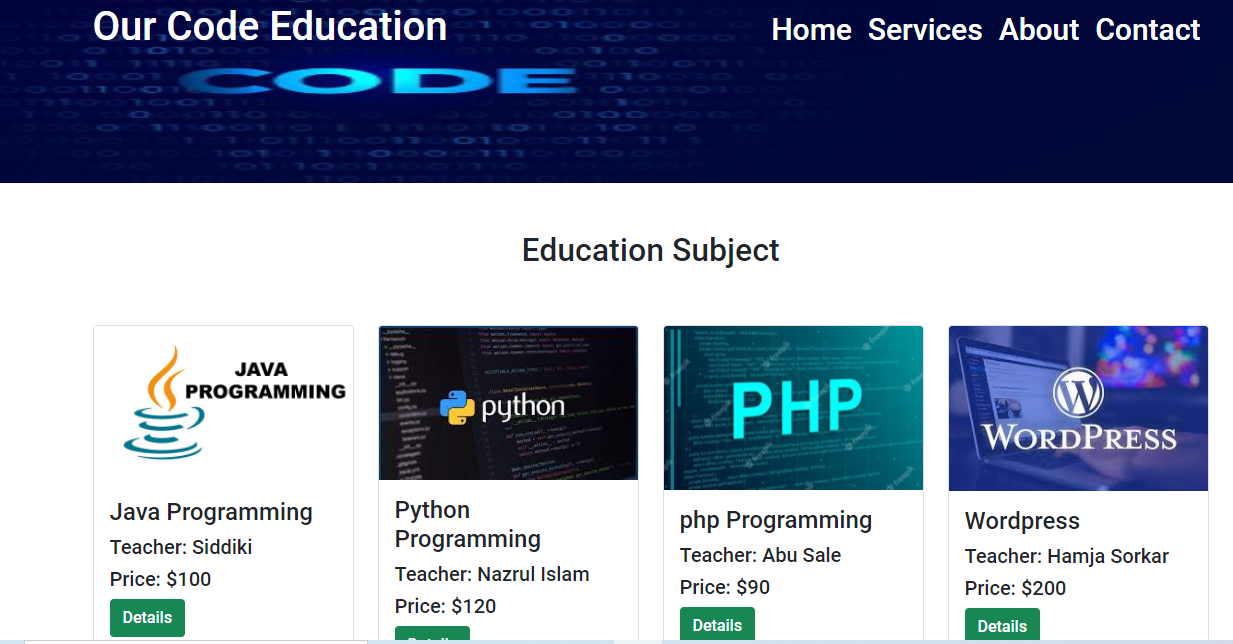 Our Code Education
Home Services About Contact
CODE
Education Subject
JAVA
PROGRAMMING
python
PHP
WORDPRESS
Java Programming
Teacher: Siddiki
Price: $100
Details
Python
Programming
Teacher: Nazrul Islam
Price: $120
php Programming
Teacher: Abu Sale
Price: $90
Details
Wordpress
Teacher: Hamja Sorkar
Price: $200
Details